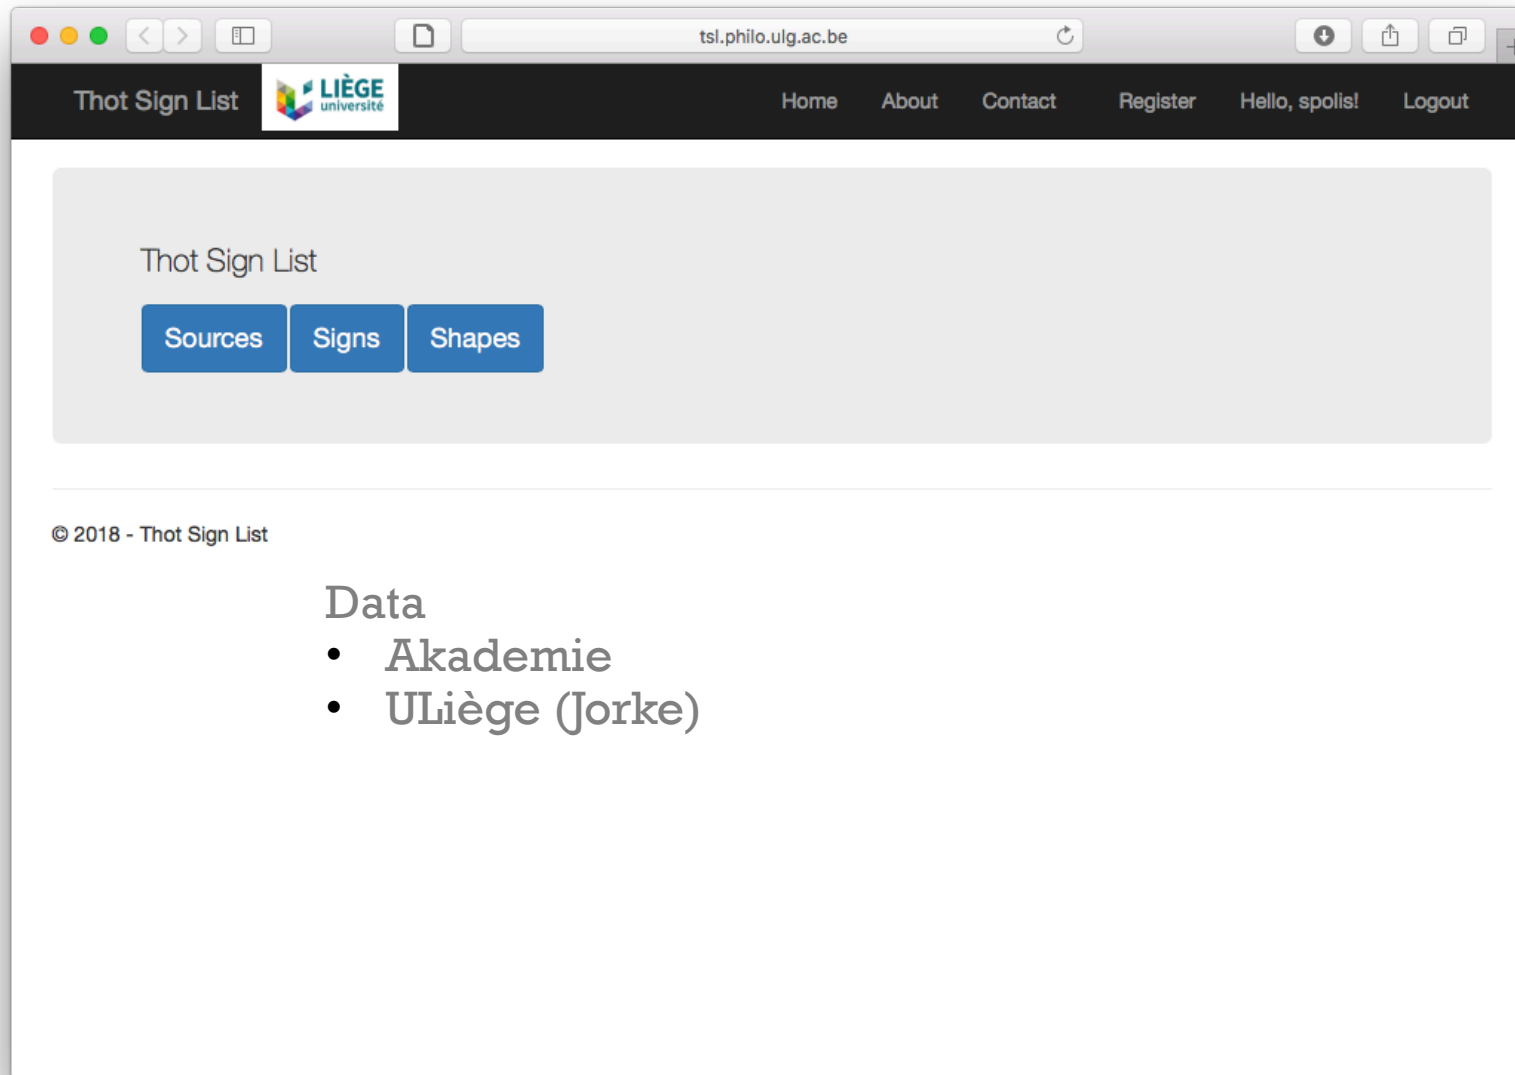 tsl.philo.ulg.ac.be
Thot Sign List LIÈGE université Home About Contact Register Hello, spolis! Logout
Thot Sign List
Sources Signs Shapes
© 2018 - Thot Sign List
Data
• Akademie
• ULiège (Jorke)